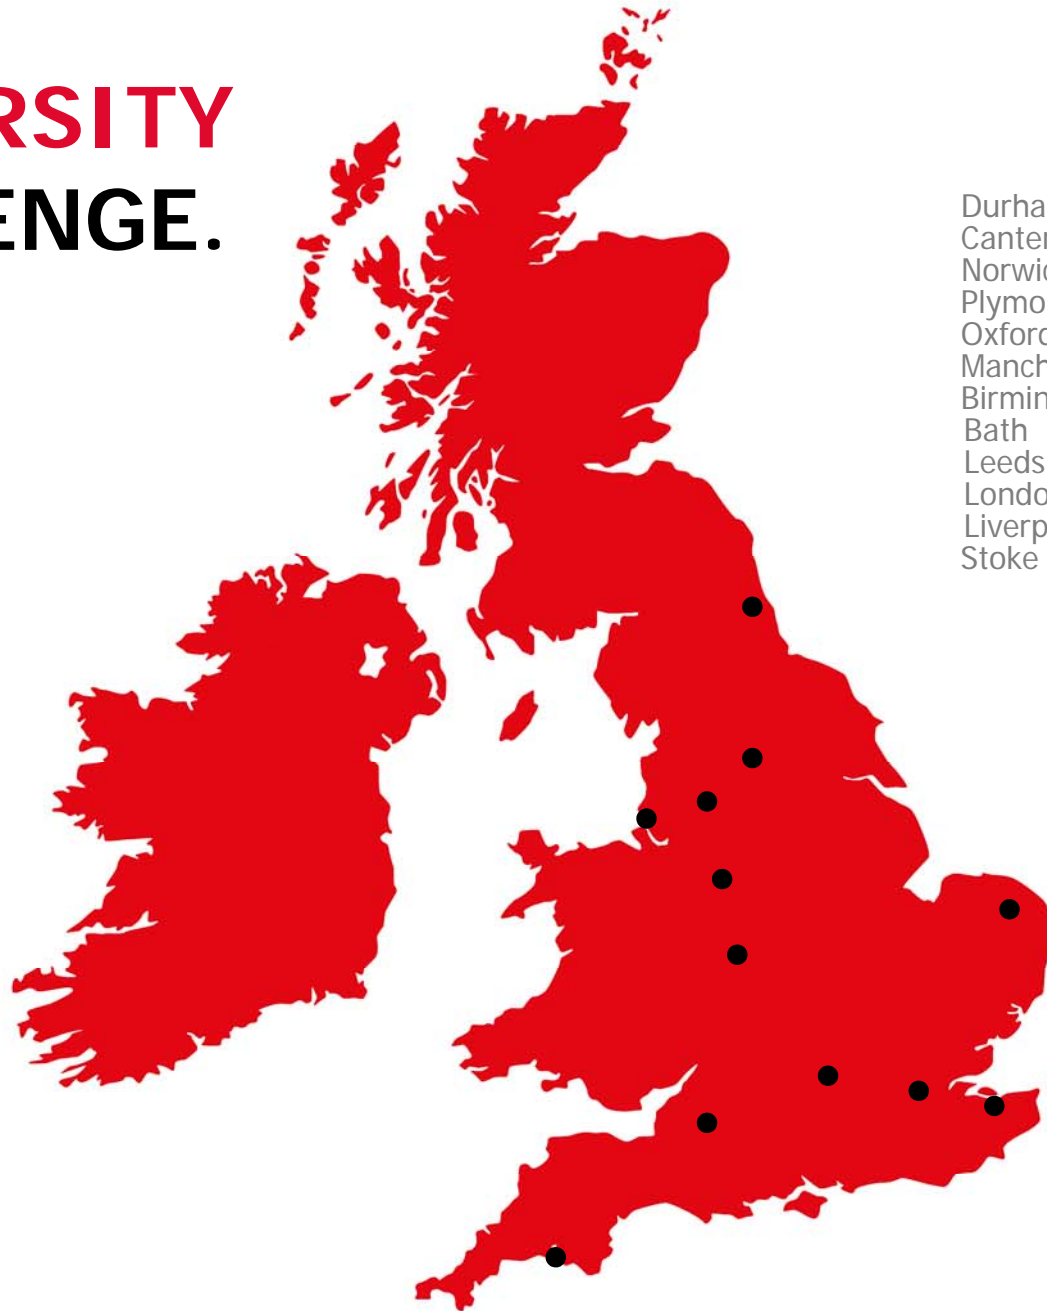 RSITY
ENGE.
Durha
Canter
Norwic
Plymo
Oxford
Manch
Birmin
Bath
Leeds
Londo
Liverp
Stoke